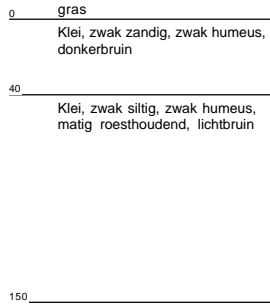 0 gras
Klei, zwak zandig, zwak humeus,
donkerbruin
40
Klei, zwak siltig, zwak humeus,
matig roesthoudend, lichtbruin
150